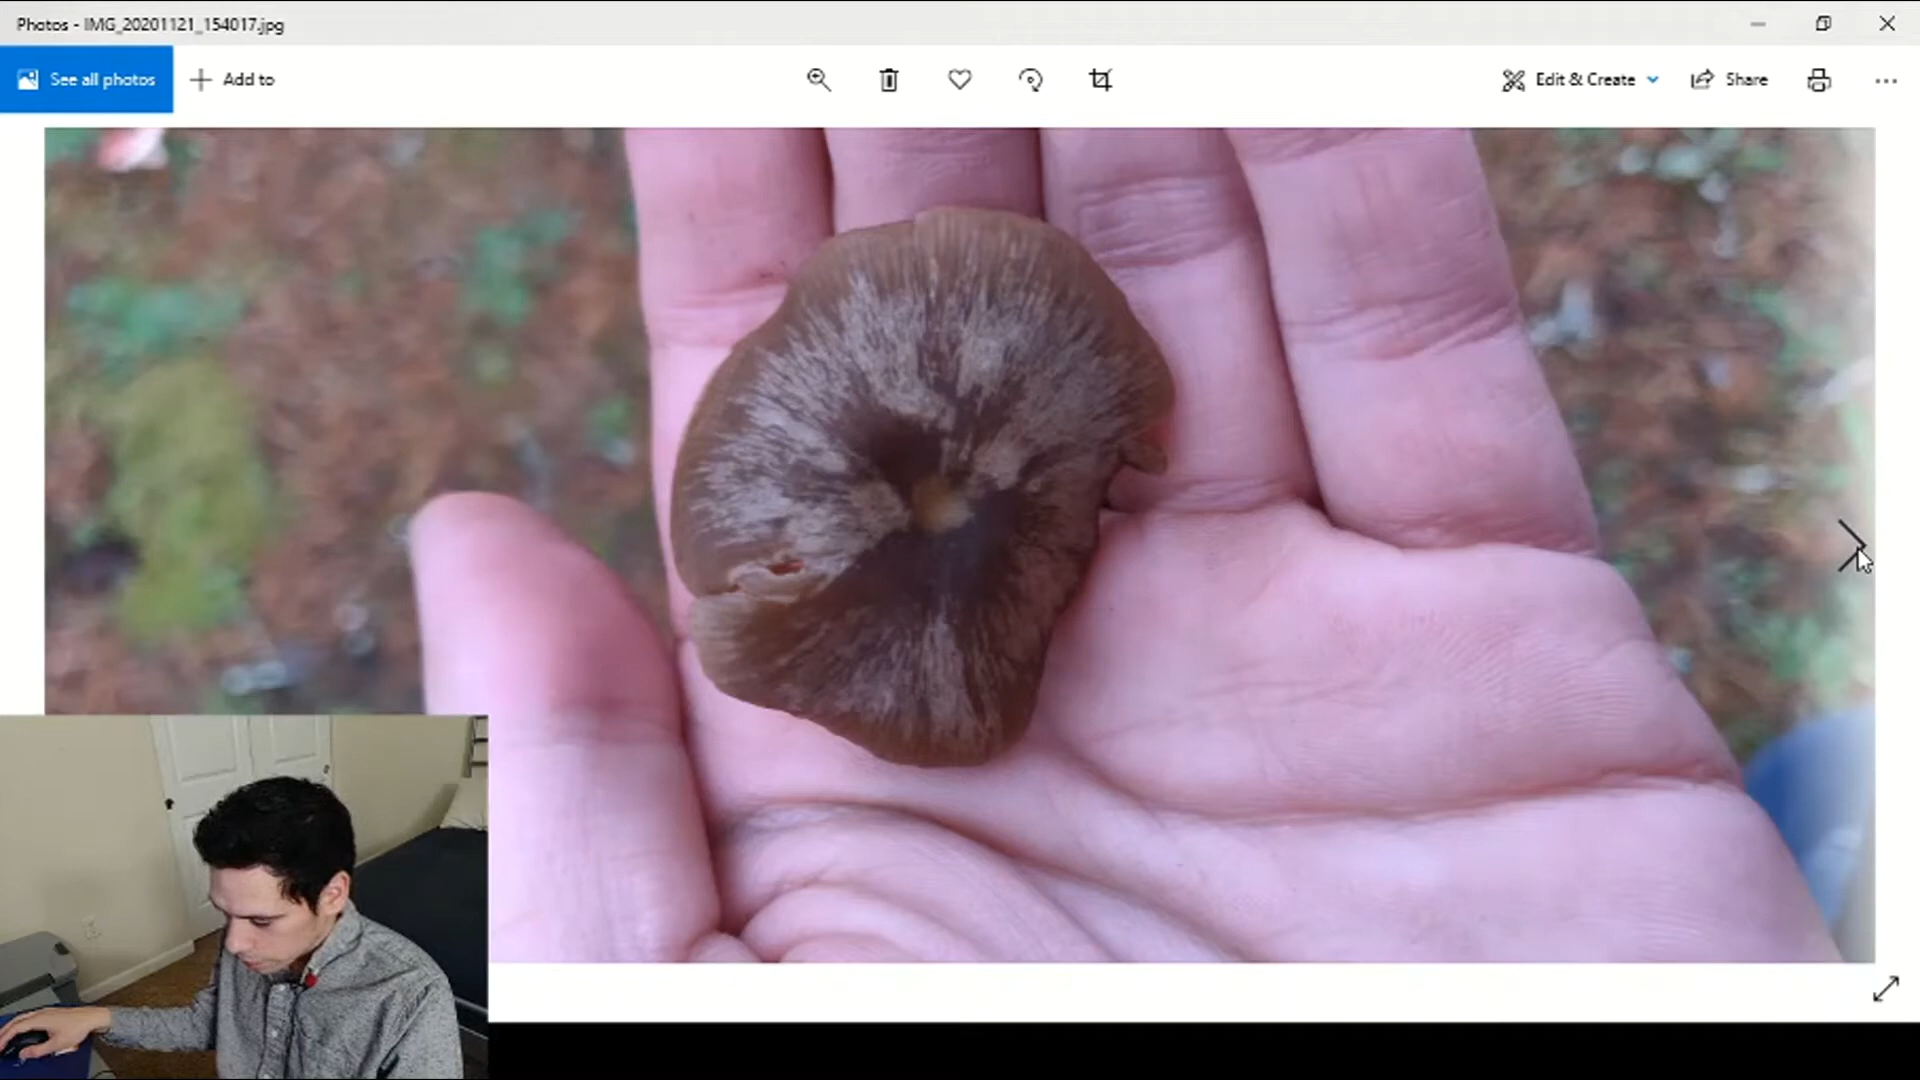 Photos - IMG_20201121_154017.jpg
See all photos
Add to
Edit & Create
Share